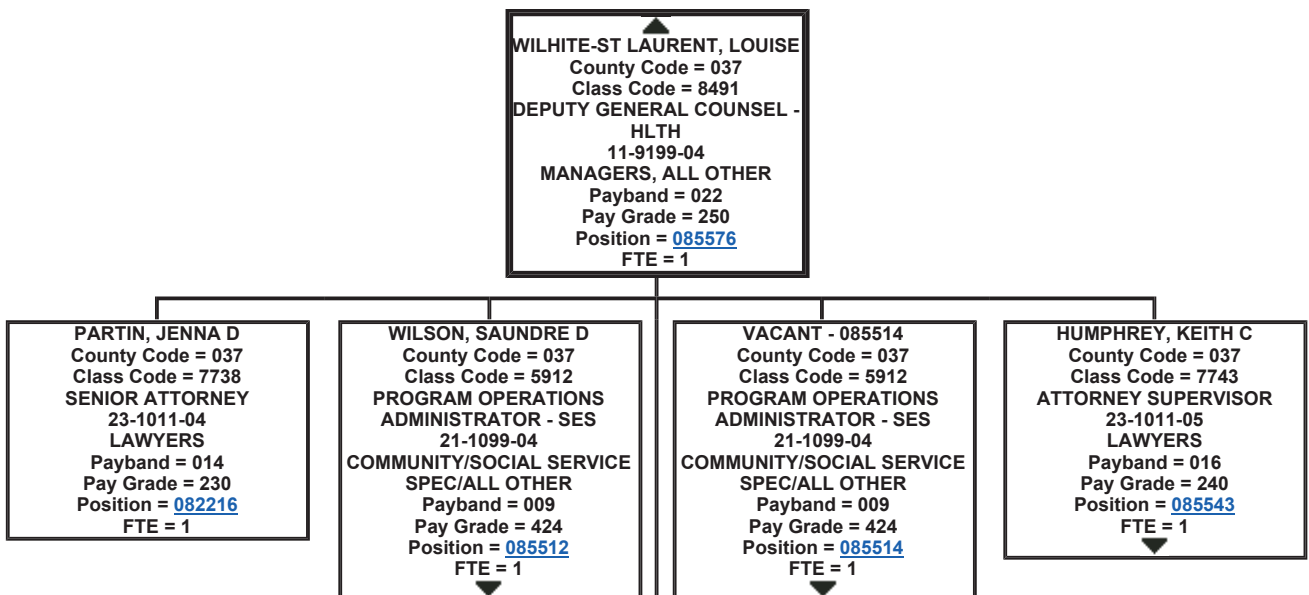 WILHITE-ST LAURENT, LOUISE
County Code = 037
Class Code = 8491
DEPUTY GENERAL COUNSEL -
HLTH
11-9199-04
MANAGERS, ALL OTHER
Payband = 022
Pay Grade = 250
Position = 085576
FTE = 1
PARTIN, JENNA D
County Code = 037
Class Code = 7738
SENIOR ATTORNEY
23-1011-04
LAWYERS
Payband = 014
Pay Grade = 230
Position = 082216
FTE = 1
WILSON, SAUNDRE D
County Code = 037
Class Code = 5912
PROGRAM OPERATIONS
ADMINISTRATOR - SES
21-1099-04
COMMUNITY/SOCIAL SERVICE
SPEC/ALL OTHER
Payband = 009
Pay Grade = 424
Position = 085512
FTE = 1
VACANT - 085514
County Code = 037
Class Code = 5912
PROGRAM OPERATIONS
ADMINISTRATOR - SES
21-1099-04
COMMUNITY/SOCIAL SERVICE
SPEC/ALL OTHER
Payband = 009
Pay Grade = 424
Position = 085514
FTE = 1
HUMPHREY, KEITH C
County Code = 037
Class Code = 7743
ATTORNEY SUPERVISOR
23-1011-05
LAWYERS
Payband = 016
Pay Grade = 240
Position = 085543
FTE = 1